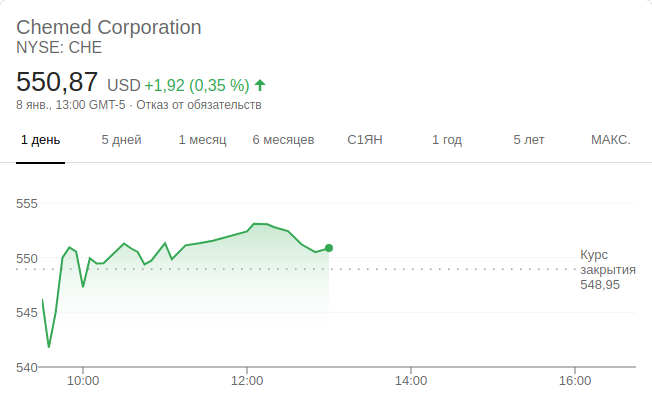 Chemed Corporation
NYSE: CHE
550,87 USD +1,92 (0,35 %)
8 янв., 13:00 GMT-5 · Отказ от обязательств
1 день 5 дней 1 месяц 6 месяцев С1ЯН 1 год 5 лет МАКС.
555
550
545
540
Курс
закрытия
548,95
10:00 12:00 14:00 16:00